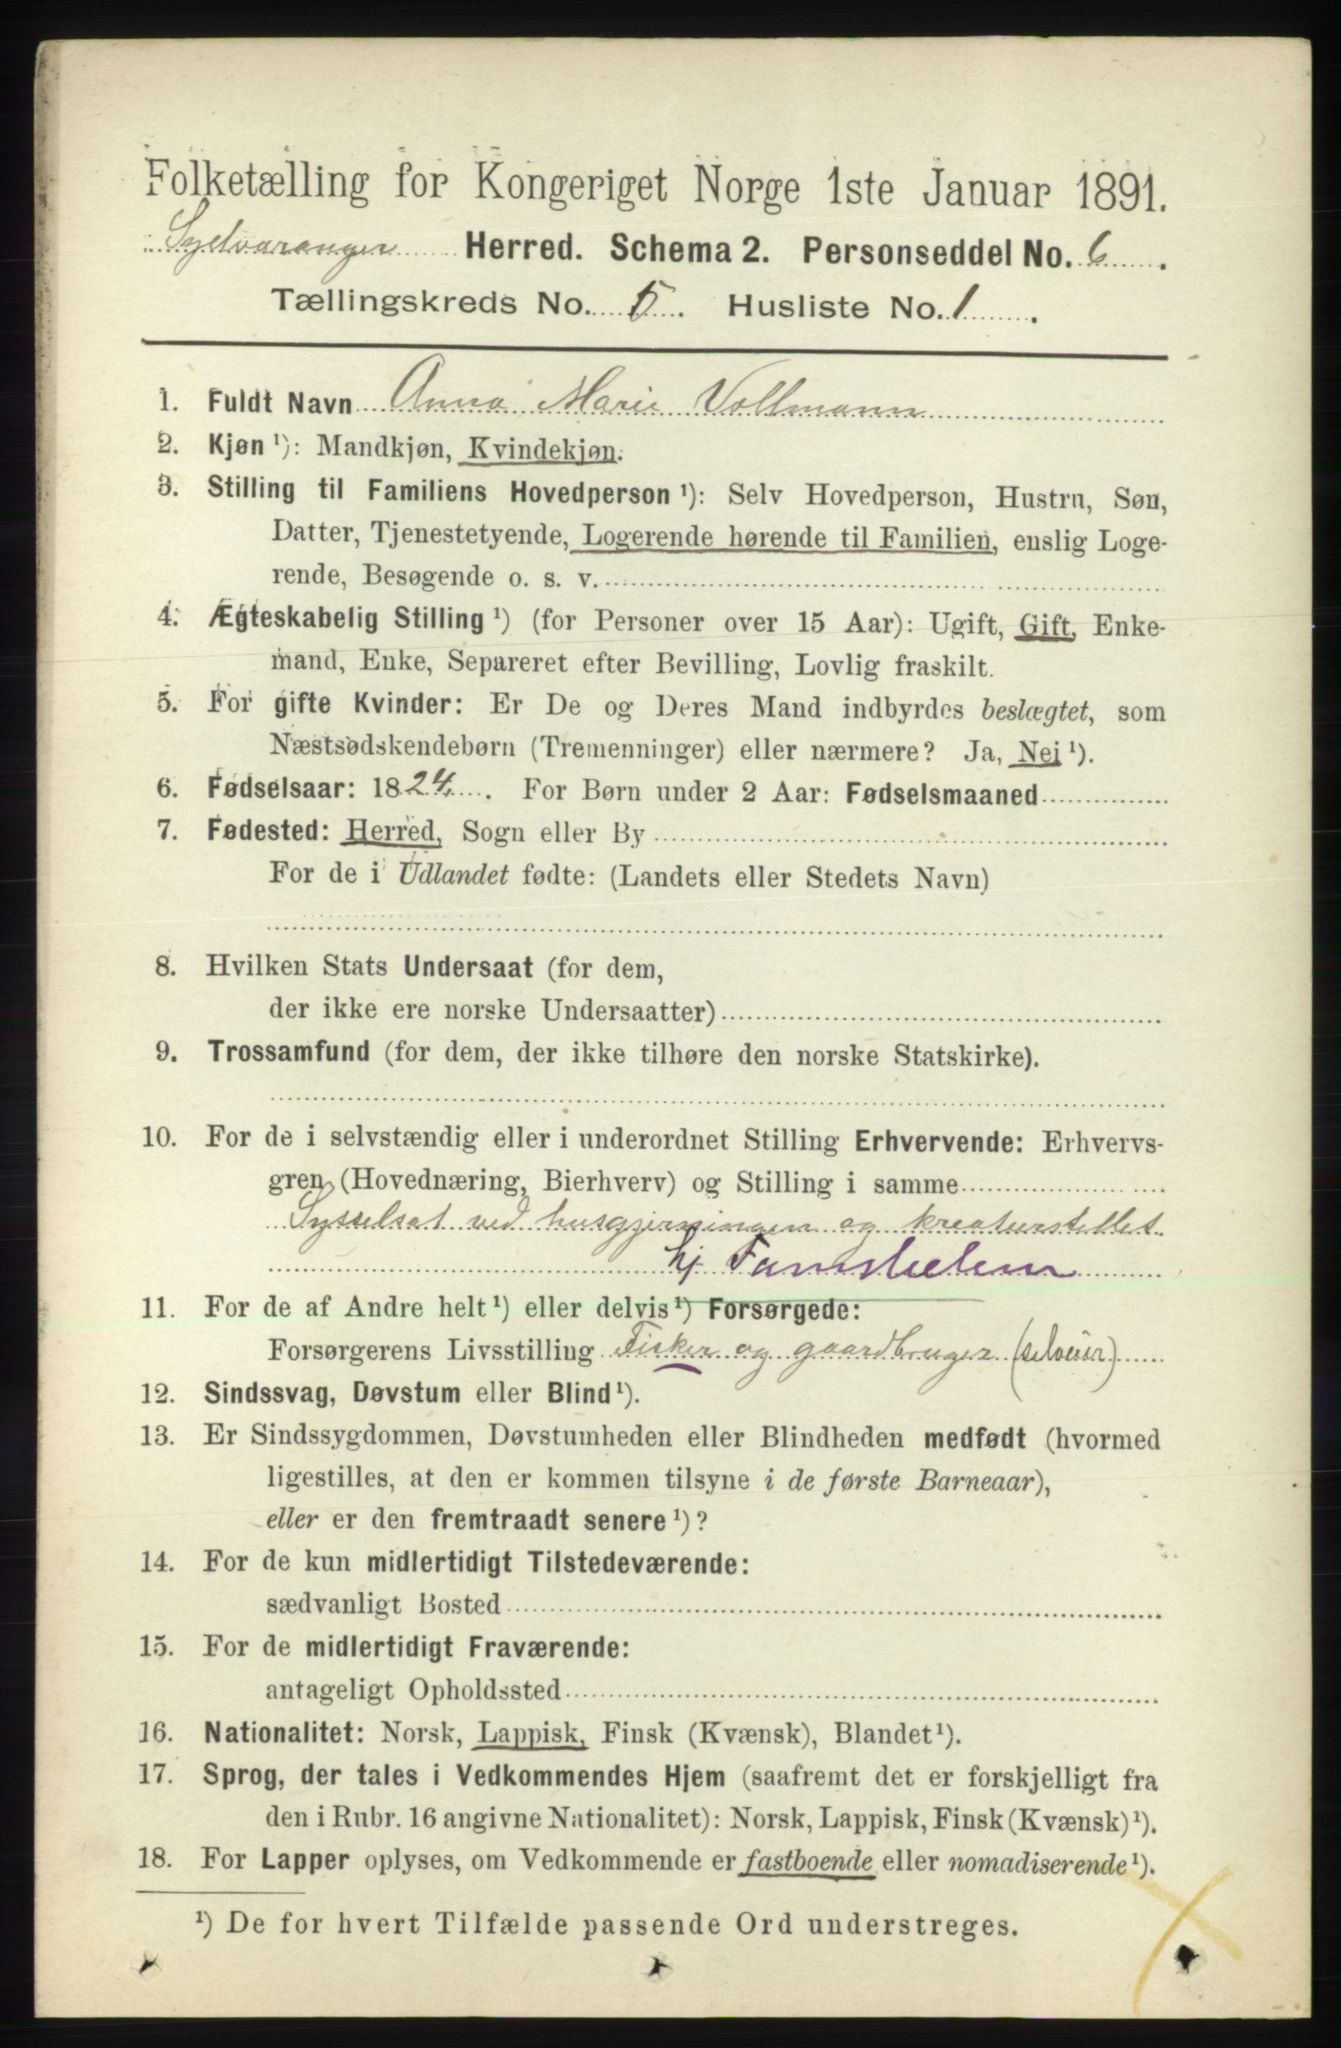 Folketælling for Kongeriget Norge 1ste Januar 1891.
Sydvaranger Herred. Schema 2. Personseddel No. 6.
Tællingskreds No. 5. Husliste No. 1.
1. Fuldt Navn Anna Marie Vollmann
2. Kjøn ¹): Mandkjøn, Kvindekjøn.
3. Stilling til Familiens Hovedperson ¹): Selv Hovedperson, Hustru, Søn,
Datter, Tjenestetyende, Logerende hørende til Familien, enslig Loge-
rende, Besøgende o. s. v.
4. Ægteskabelig Stilling ¹) (for Personer over 15 Aar): Ugift, Gift, Enke-
mand, Enke, Separeret efter Bevilling, Lovlig fraskilt.
5. For gifte Kvinder: Er De og Deres Mand indbyrdes beslægtet, som
Næstsødskendebørn (Tremenninger) eller nærmere? Ja, Nei ¹).
6. Fødselsaar: 1824. For Børn under 2 Aar: Fødselsmaaned
7. Fødested: Herred, Sogn eller By
For de i Udlandet fødte: (Landets eller Stedets Navn)
8. Hvilken Stats Undersaat (for dem,
der ikke ere norske Undersaatter)
9. Trossamfund (for dem, der ikke tilhøre den norske Statskirke).
10. For de i selvstændig eller i underordnet Stilling Erhvervende: Erhvervs-
gren (Hovednæring, Bierhverv) og Stilling i samme
Sysselsat ved husgjerningen og kreaturstellet
11. For de af Andre helt ¹) eller delvis ¹) Forsørgede:
Forsørgerens Livsstilling Fisker og gaardbruger (selveier)
12. Sindssvag, Døvstum eller Blind ¹).
13. Er Sindssygdommen, Døvstumheden eller Blindheden medfødt (hvormed
ligestilles, at den er kommen tilsyne i de første Barneaar),
eller er den fremtraadt senere ¹)?
14. For de kun midlertidigt Tilstedeværende:
sædvanligt Bosted
15. For de midlertidigt Fraværende:
antageligt Opholdssted
16. Nationalitet: Norsk, Lappisk, Finsk (Kvænsk), Blandet ¹).
17. Sprog, der tales i Vedkommendes Hjem (saafremt det er forskjelligt fra
den i Rubr. 16 angivne Nationalitet): Norsk, Lappisk, Finsk (Kvænsk) ¹).
18. For Lapper oplyses, om Vedkommende er fastboende eller nomadiserende ¹).
¹) De for hvert Tilfælde passende Ord understreges.